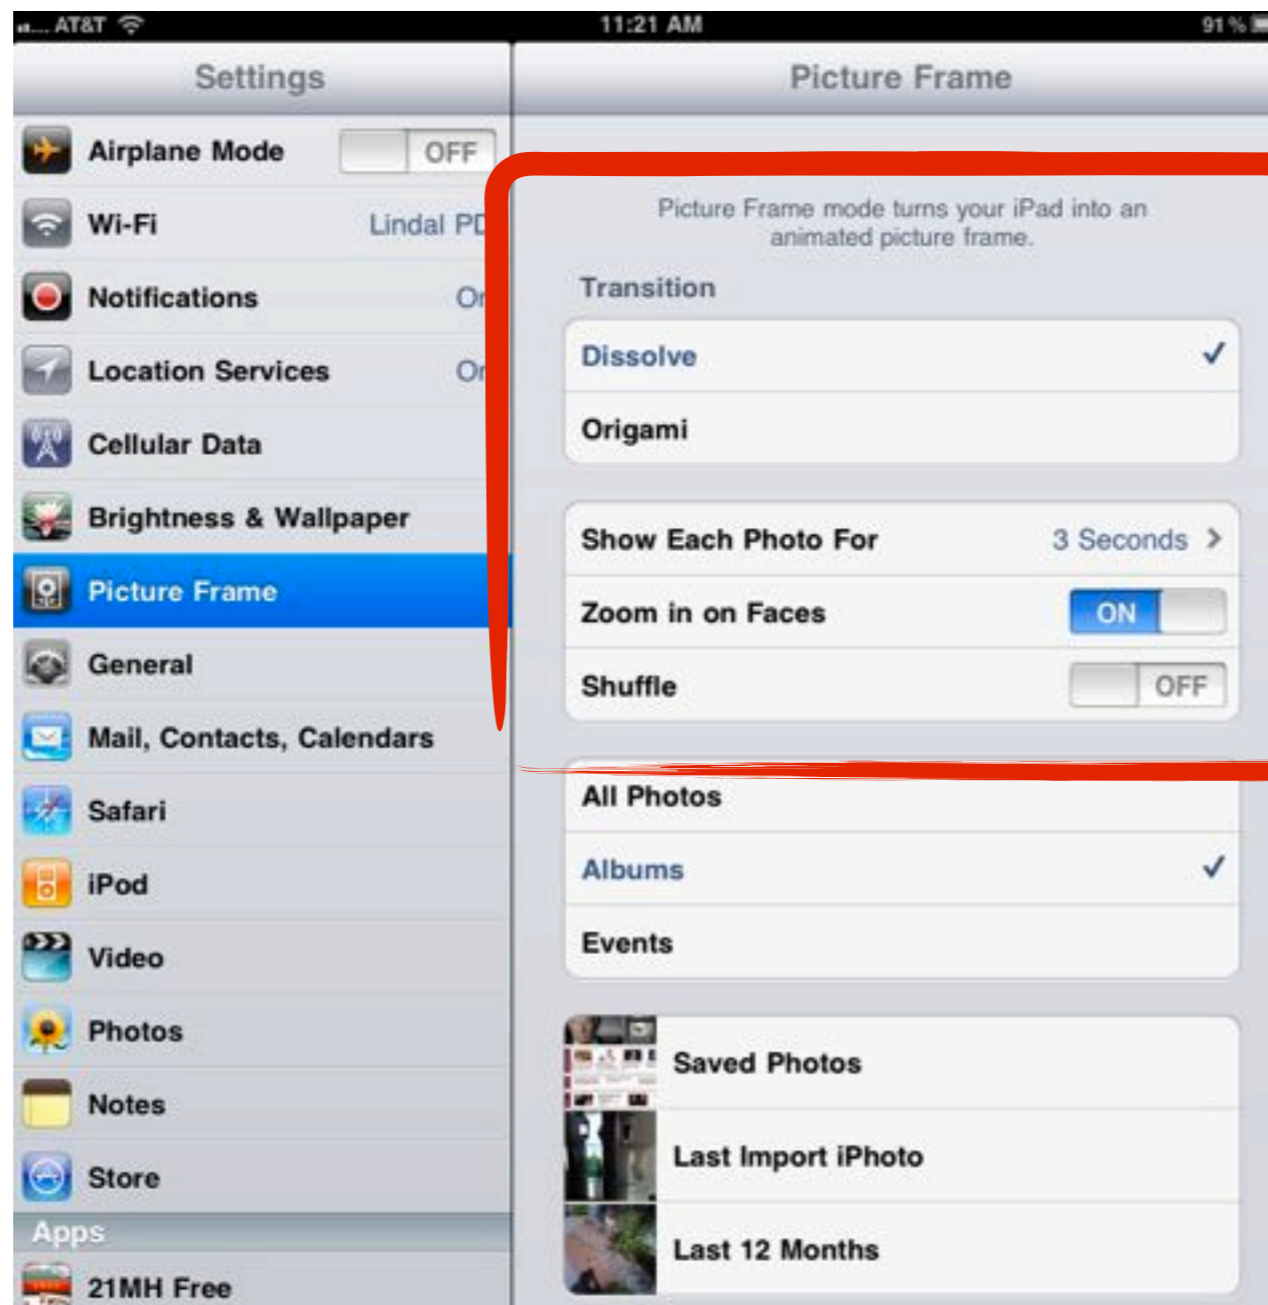 AT&T 11:21 AM 91%
Settings
Airplane Mode OFF
Wi-Fi Lindal
Notifications
Location Services
Cellular Data
Brightness & Wallpaper
Picture Frame
General
Mail, Contacts, Calendars
Safari
iPod
Video
Photos
Notes
Store
Apps
21MH Free
Picture Frame
Picture Frame mode turns your iPad into an
animated picture frame.
Transition
Dissolve
Origami
Show Each Photo For 3 Seconds
Zoom in on Faces ON
Shuffle OFF
All Photos
Albums
Events
Saved Photos
Last Import iPhoto
Last 12 Months